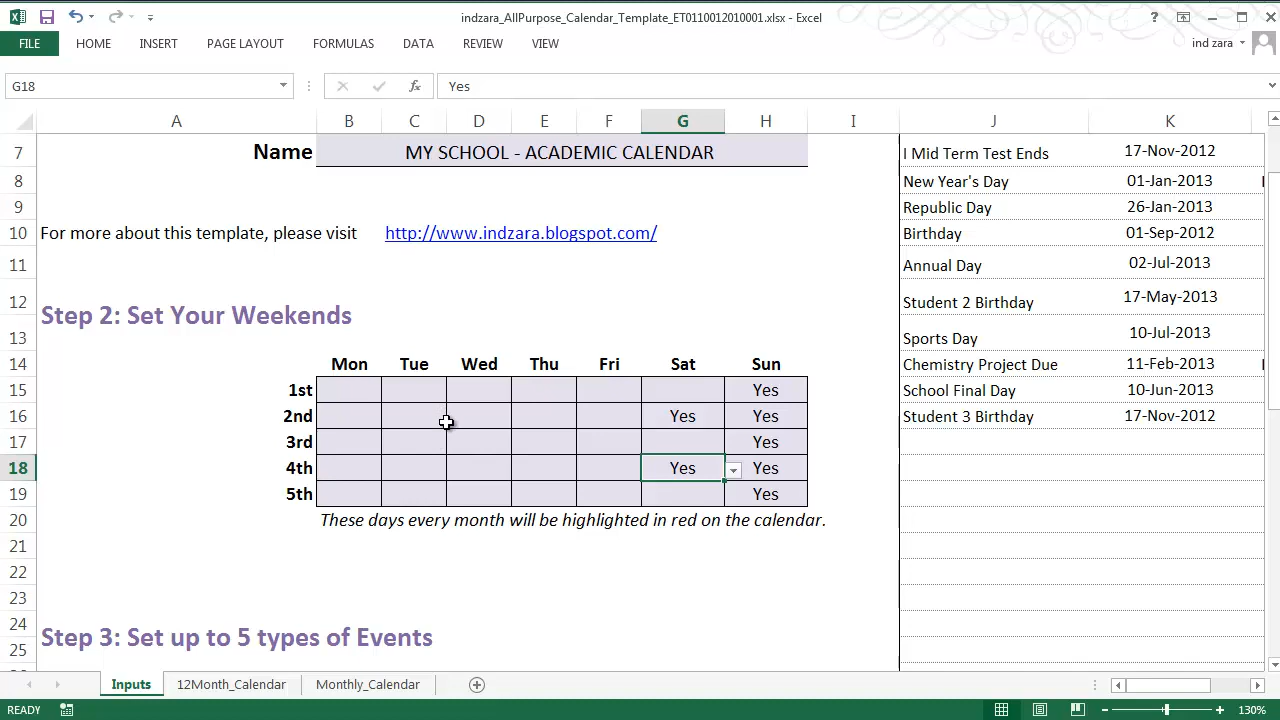 indzara_AllPurpose_Calendar_Template_ET0110012010001.xlsx - Excel
?
FILE HOME INSERT PAGE LAYOUT FORMULAS DATA REVIEW VIEW ind zara
G18 fx Yes
A B C D E F G H I J K
7 Name MY SCHOOL - ACADEMIC CALENDAR I Mid Term Test Ends 17-Nov-2012
8 New Year's Day 01-Jan-2013
9 Republic Day 26-Jan-2013
10 For more about this template, please visit http://www.indzara.blogspot.com/ Birthday 01-Sep-2012
11 Annual Day 02-Jul-2013
12 Step 2: Set Your Weekends Student 2 Birthday 17-May-2013
13 Sports Day 10-Jul-2013
14 Mon Tue Wed Thu Fri Sat Sun Chemistry Project Due 11-Feb-2013
15 1st Yes School Final Day 10-Jun-2013
16 2nd Yes Yes Student 3 Birthday 17-Nov-2012
17 3rd Yes
18 4th Yes Yes
19 5th Yes
20 These days every month will be highlighted in red on the calendar.
21
22
23
24
25 Step 3: Set up to 5 types of Events
Inputs 12Month_Calendar Monthly_Calendar
READY 130%